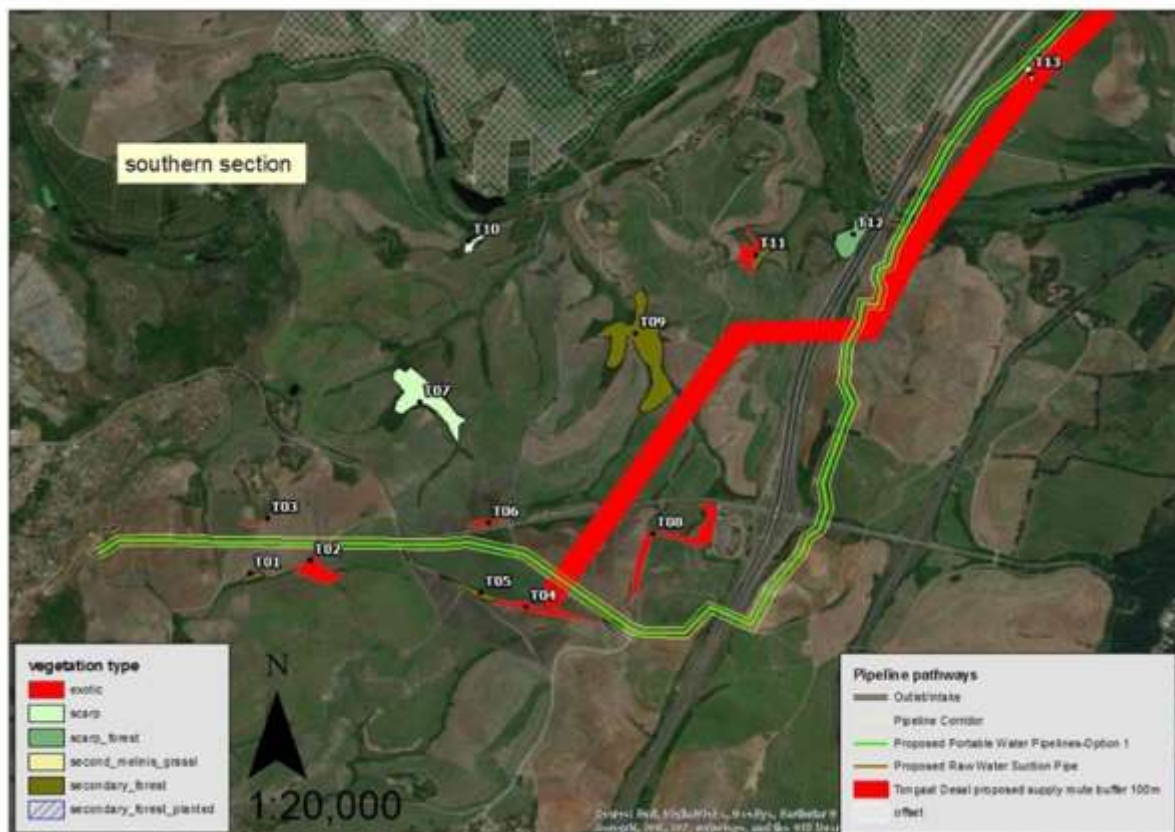 T13
southern section
T10
T12
T11
T09
T07
T03
T06
T08
T02
T01
T05
T04
vegetation type
exotic
scarp
scarp_forest
second_melinis_grassl
secondary_forest
secondary_forest_planted
N
1:20,000
Pipeline pathways
Outlet/intake
Pipeline Corridor
Proposed Portable Water Pipelines-Option 1
Proposed Raw Water Suction Pipe
Tongaat Desal proposed supply route buffer 100m
offset